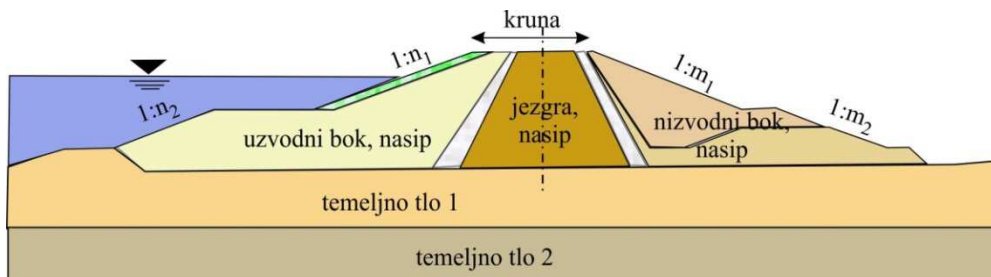 kruna
1:n₁
1:m₁
1:n₂
jezgra,
nasip
1:m₂
uzvodni bok, nasip
nizvodni bok,
nasip
temeljno tlo 1
temeljno tlo 2